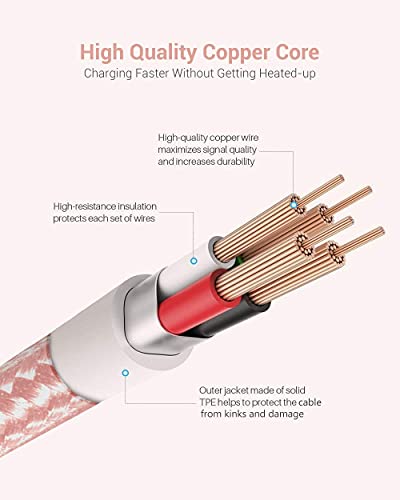 High Quality Copper Core
Charging Faster Without Getting Heated-up
High-quality copper wire
maximizes signal quality
and increases durability
High-resistance insulation
protects each set of wires
Outer jacket made of solid
TPE helps to protect the cable
from kinks and damage